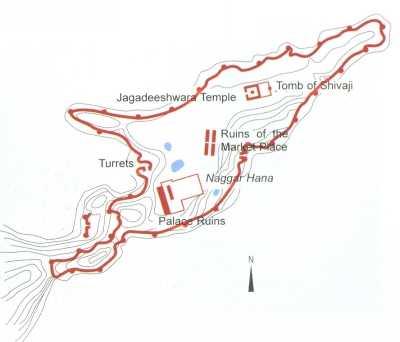 Jagadeeshwara Temple
Tomb of Shivaji
Ruins of the
Market Place
Turrets
Naggar Hana
Palace Ruins
N